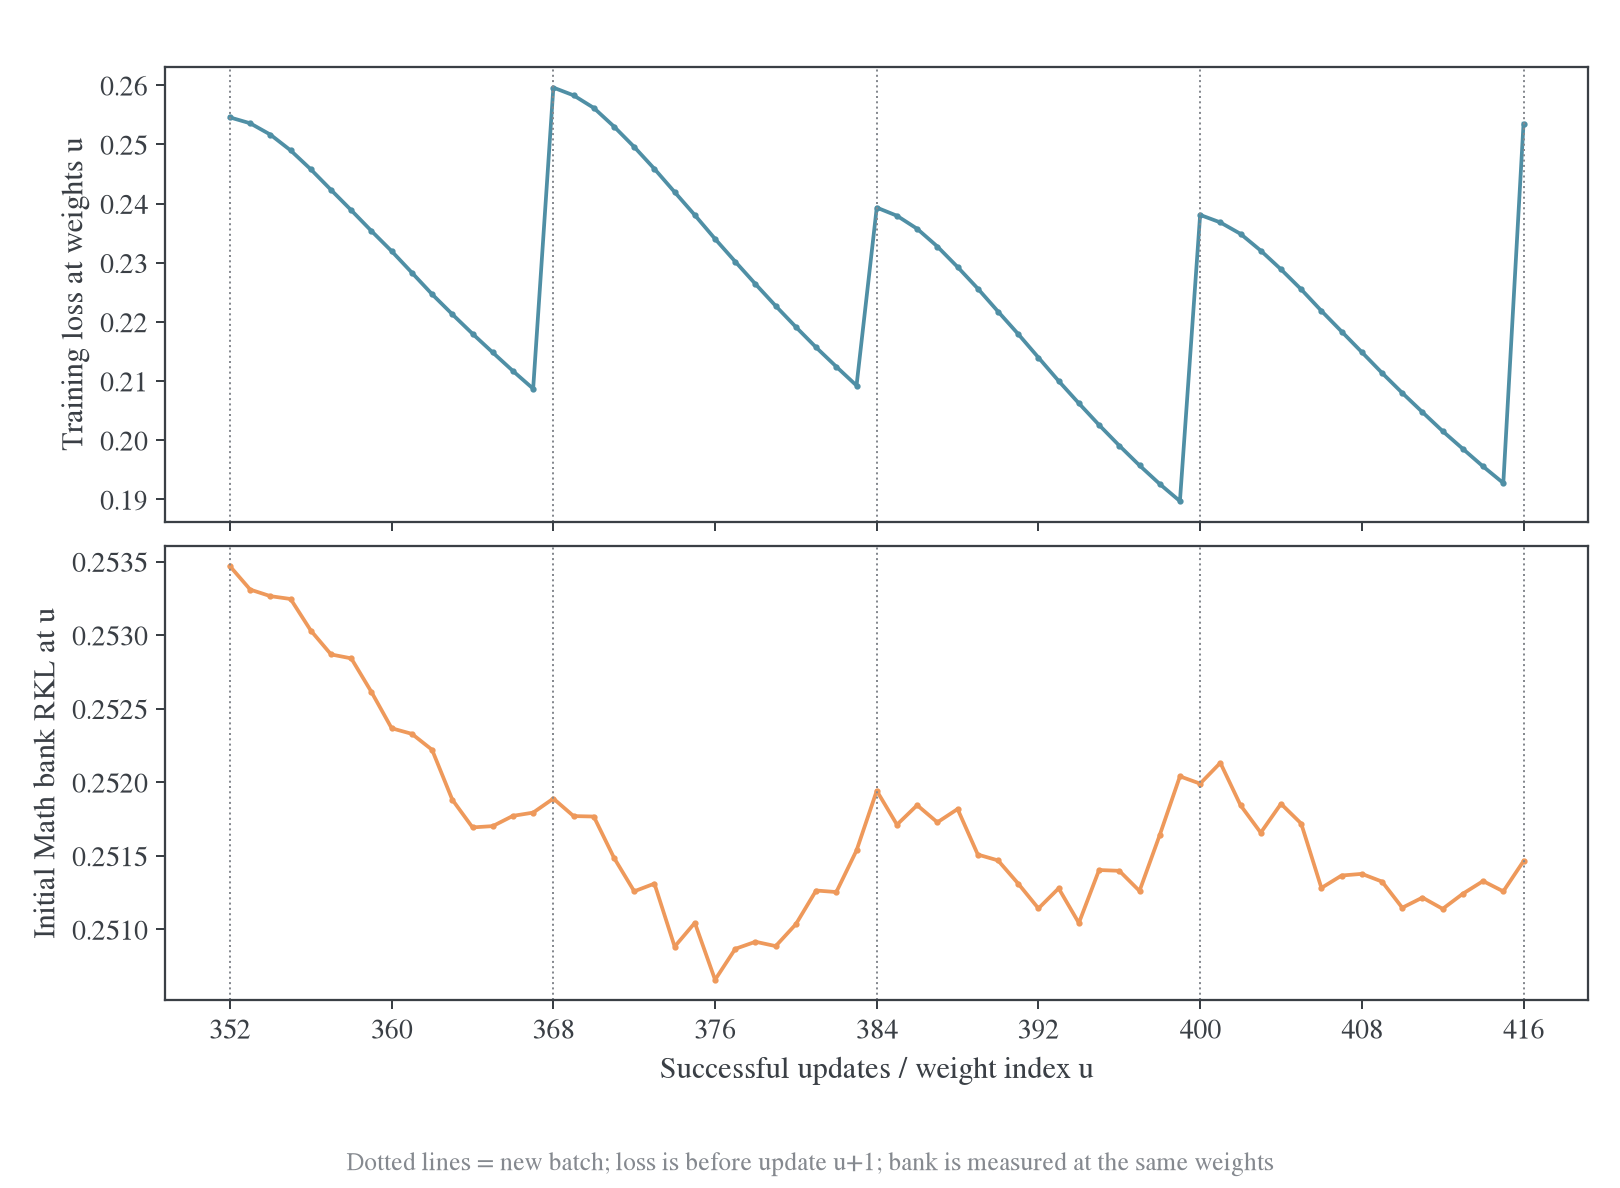 Training loss at weights u
0.26
0.25
0.24
0.23
0.22
0.21
0.20
0.19
Initial Math bank RKL at u
0.2535
0.2530
0.2525
0.2520
0.2515
0.2510
352 360 368 376 384 392 400 408 416
Successful updates / weight index u
Dotted lines = new batch; loss is before update u+1; bank is measured at the same weights